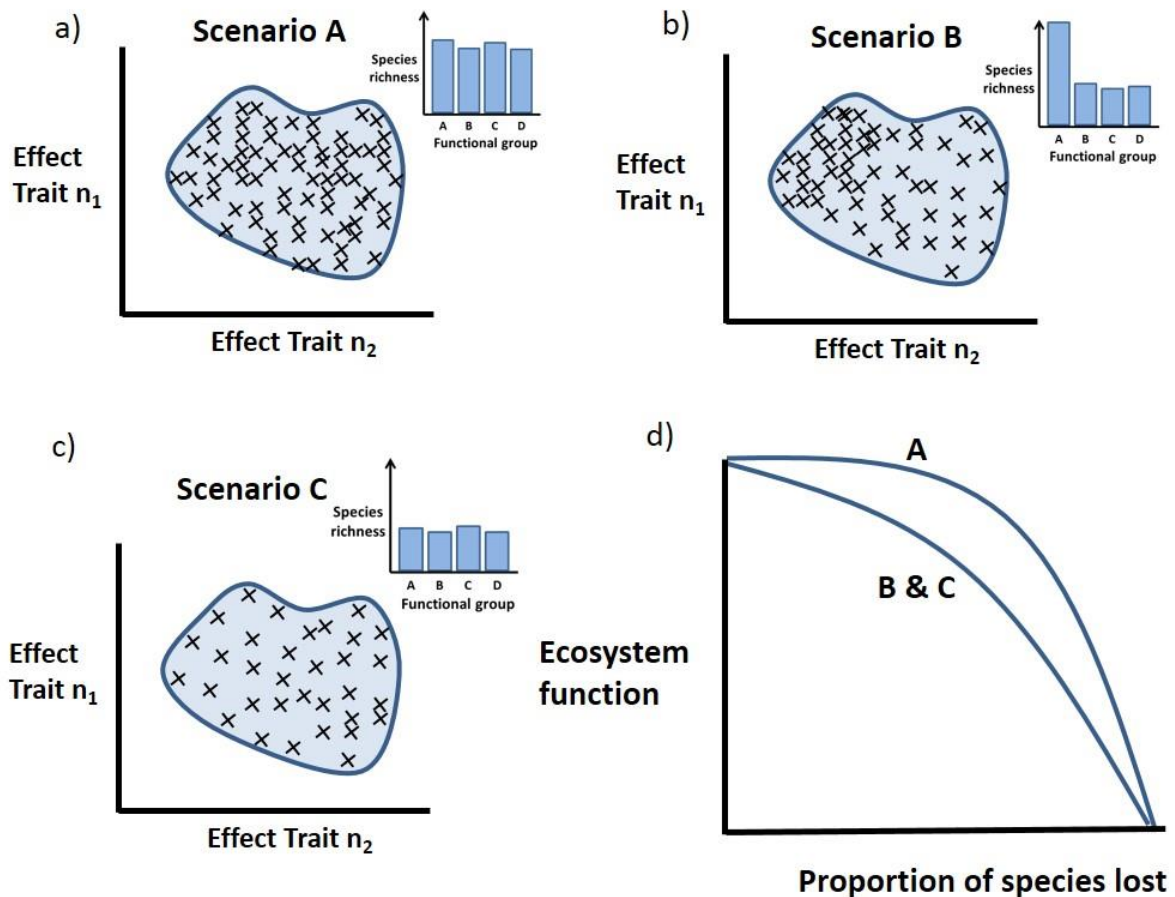 a)
Scenario A
Species
richness
A B C D
Functional group
Effect
Trait n₁
Effect Trait n₂
b)
Scenario B
Species
richness
A B C D
Functional group
Effect
Trait n₁
Effect Trait n₂
c)
Scenario C
Species
richness
A B C D
Functional group
Effect
Trait n₁
Effect Trait n₂
d)
A
B & C
Ecosystem
function
Proportion of species lost